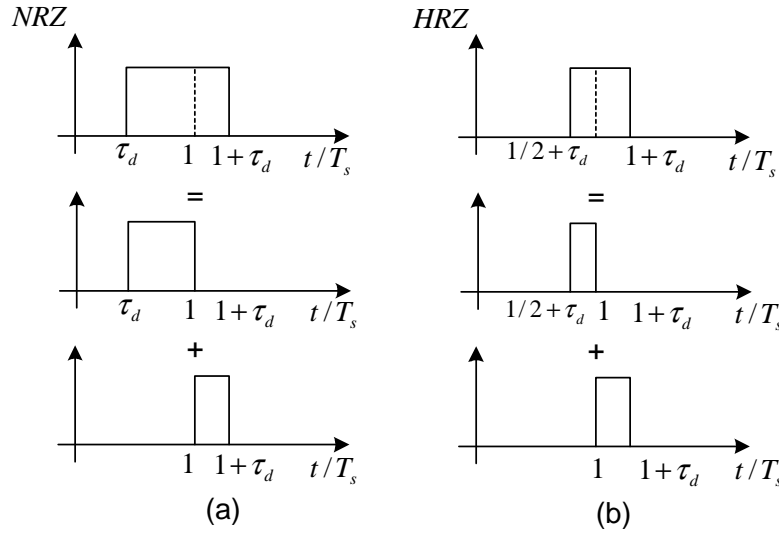 NRZ
τ_d 1 1+τ_d t/T_s
=
τ_d 1 1+τ_d t/T_s
+
1 1+τ_d t/T_s
(a)
HRZ
1/2+τ_d 1+τ_d t/T_s
=
1/2+τ_d 1 1+τ_d t/T_s
+
1 1+τ_d t/T_s
(b)